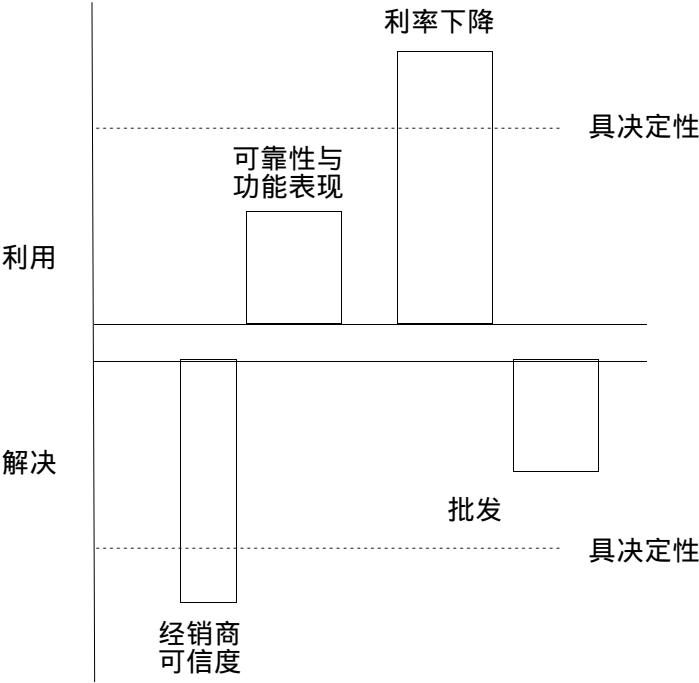 利率下降
具决定性
可靠性与
功能表现
利用
解决
批发
具决定性
经销商
可信度